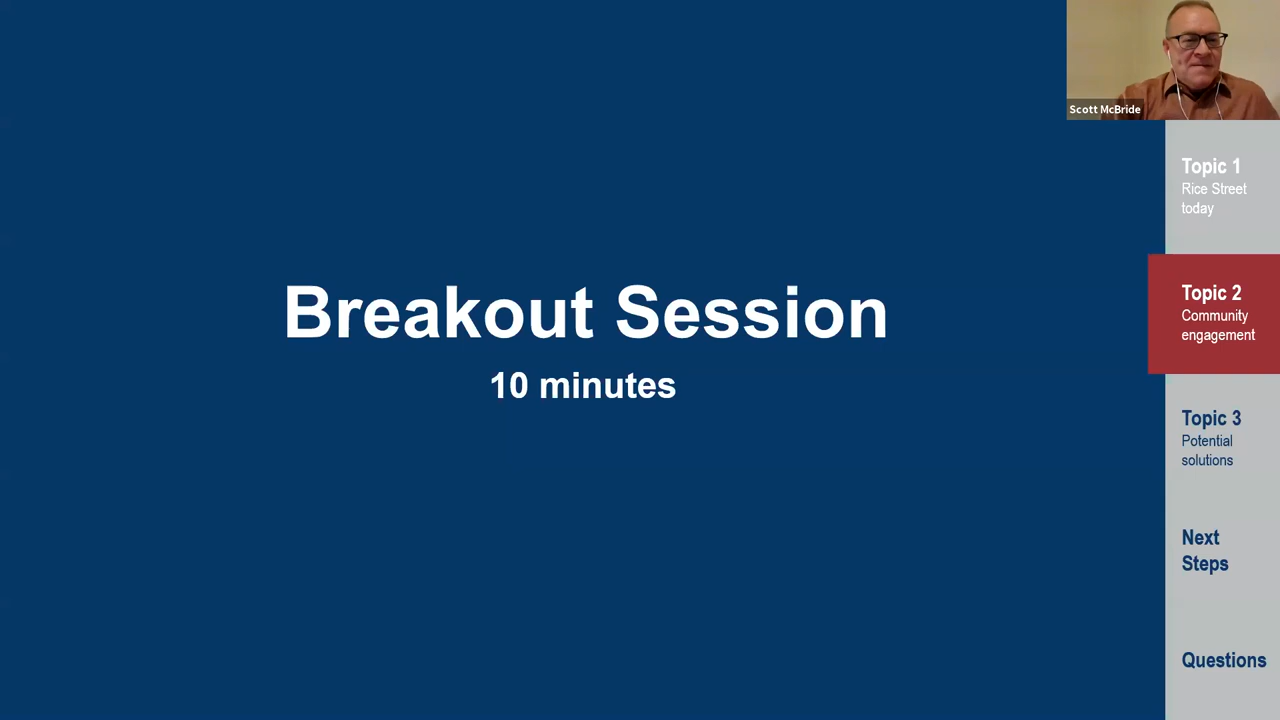 Breakout Session
10 minutes
Scott McBride
Topic 1
Rice Street
today
Topic 2
Community
engagement
Topic 3
Potential
solutions
Next
Steps
Questions